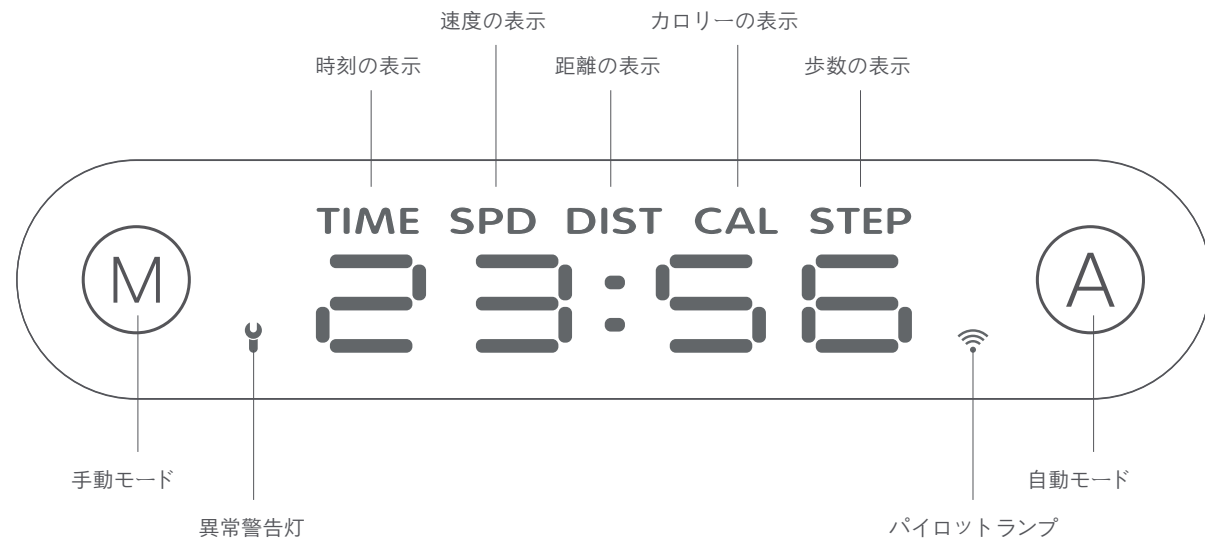 速度の表示 カロリーの表示
時刻の表示 距離の表示 歩数の表示
TIME SPD DIST CAL STEP
M 23:56 A
手動モード 自動モード
異常警告灯 パイロットランプ